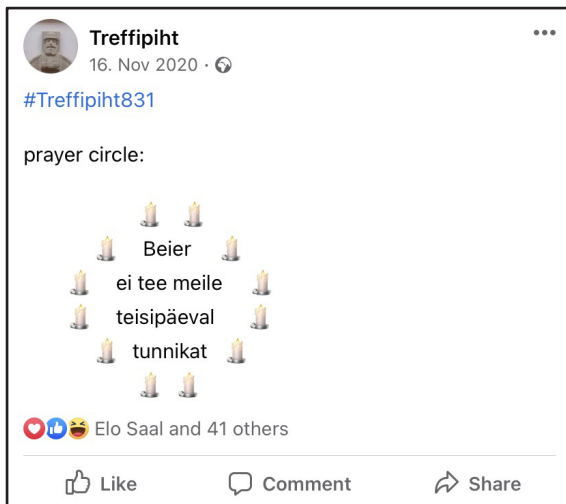 Treffipiht
16. Nov 2020 ·
#Treffipiht831
prayer circle:
🕯 🕯
🕯 Beier 🕯
🕯 ei tee meile 🕯
🕯 teisipäeval 🕯
🕯 tunnikat 🕯
🕯 🕯
Elo Saal and 41 others
Like Comment Share